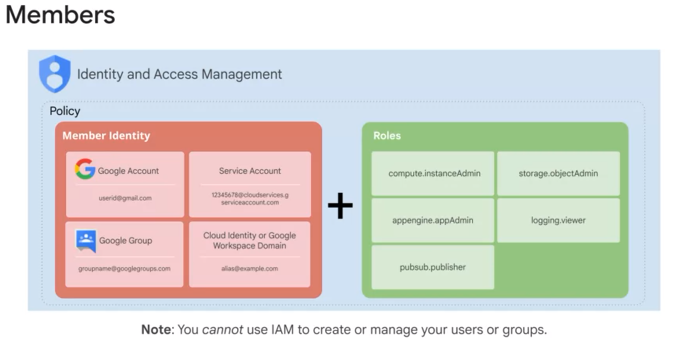 Members
Identity and Access Management
Policy
Member Identity
Google Account
userid@gmail.com
Service Account
12345678@cloudservices.g
serviceaccount.com
Google Group
groupname@googlegroups.com
Cloud Identity or Google
Workspace Domain
alias@example.com
+
Roles
compute.instanceAdmin
storage.objectAdmin
appengine.appAdmin
logging.viewer
pubsub.publisher
Note: You cannot use IAM to create or manage your users or groups.